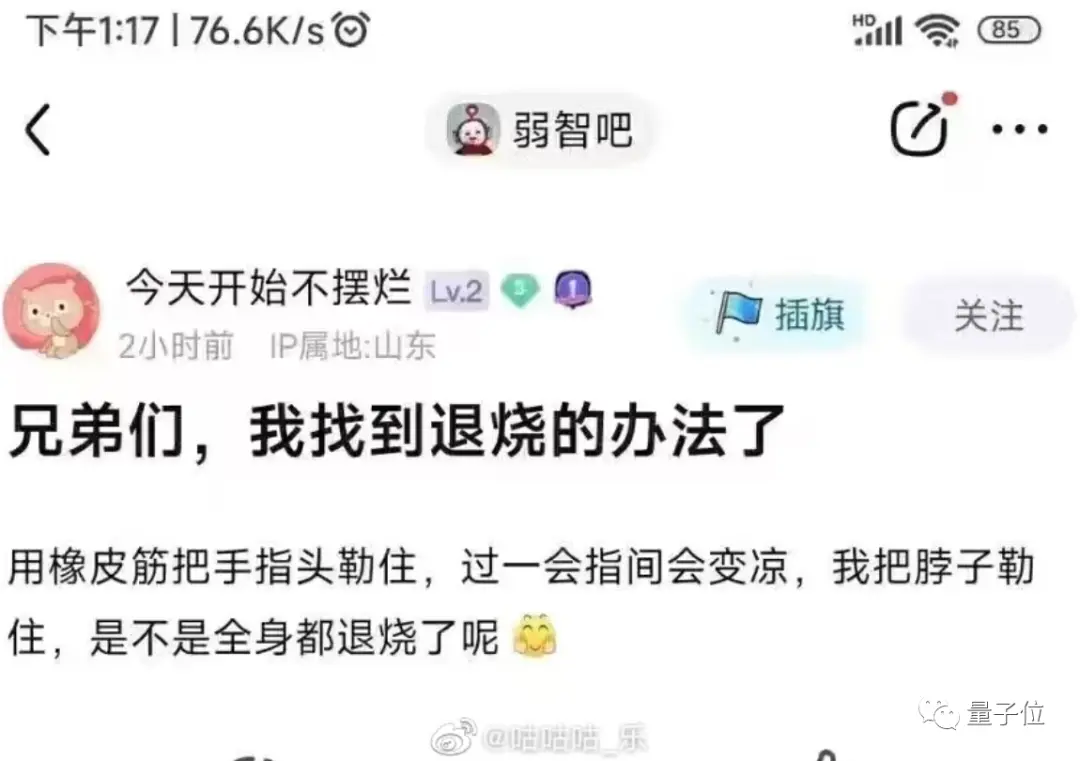 下午1:17 | 76.6K/s
HD
85
弱智吧
今天开始不摆烂 Lv.2 3 1
2小时前 IP属地:山东
插旗
关注
兄弟们，我找到退烧的办法了
用橡皮筋把手指头勒住，过一会指间会变凉，我把脖子勒
住，是不是全身都退烧了呢
@咕咕咕_乐
量子位